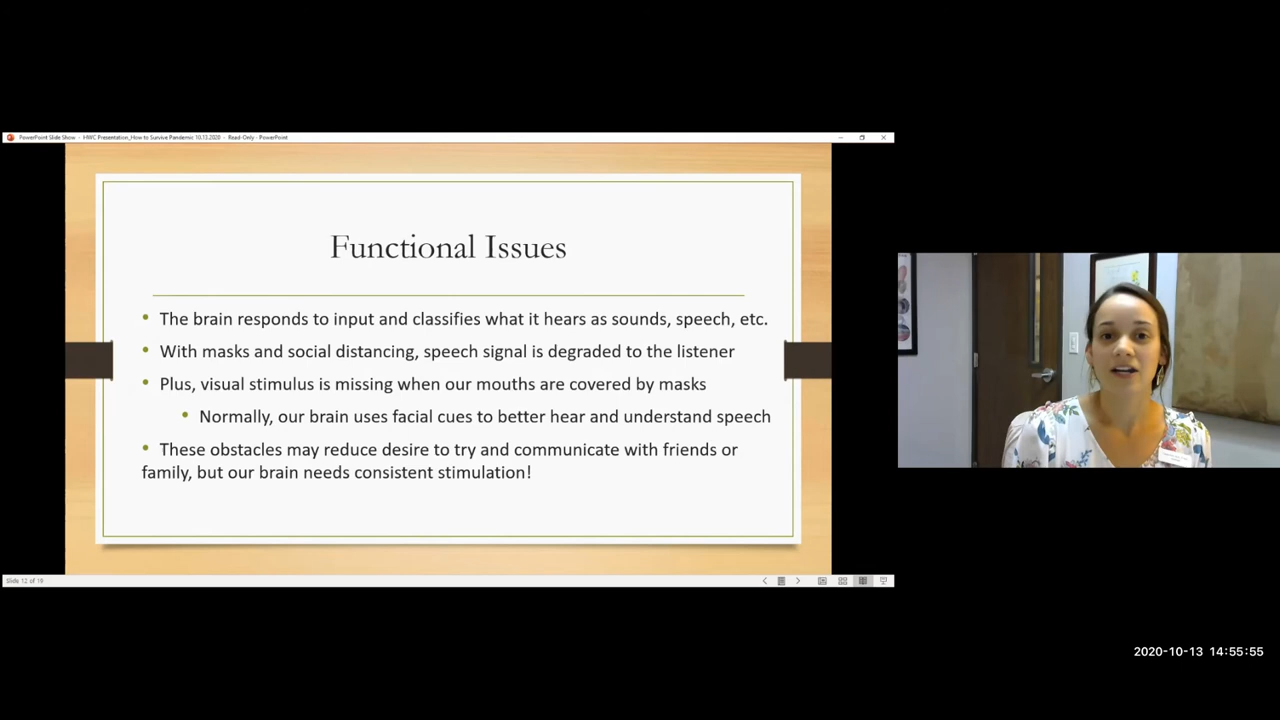 PowerPoint Slide Show - HWC Presentation_How to Survive Pandemic 10.13.2020 - Read-Only - PowerPoint
Functional Issues
• The brain responds to input and classifies what it hears as sounds, speech, etc.
• With masks and social distancing, speech signal is degraded to the listener
• Plus, visual stimulus is missing when our mouths are covered by masks
• Normally, our brain uses facial cues to better hear and understand speech
• These obstacles may reduce desire to try and communicate with friends or
family, but our brain needs consistent stimulation!
Slide 12 of 19
2020-10-13 14:55:55